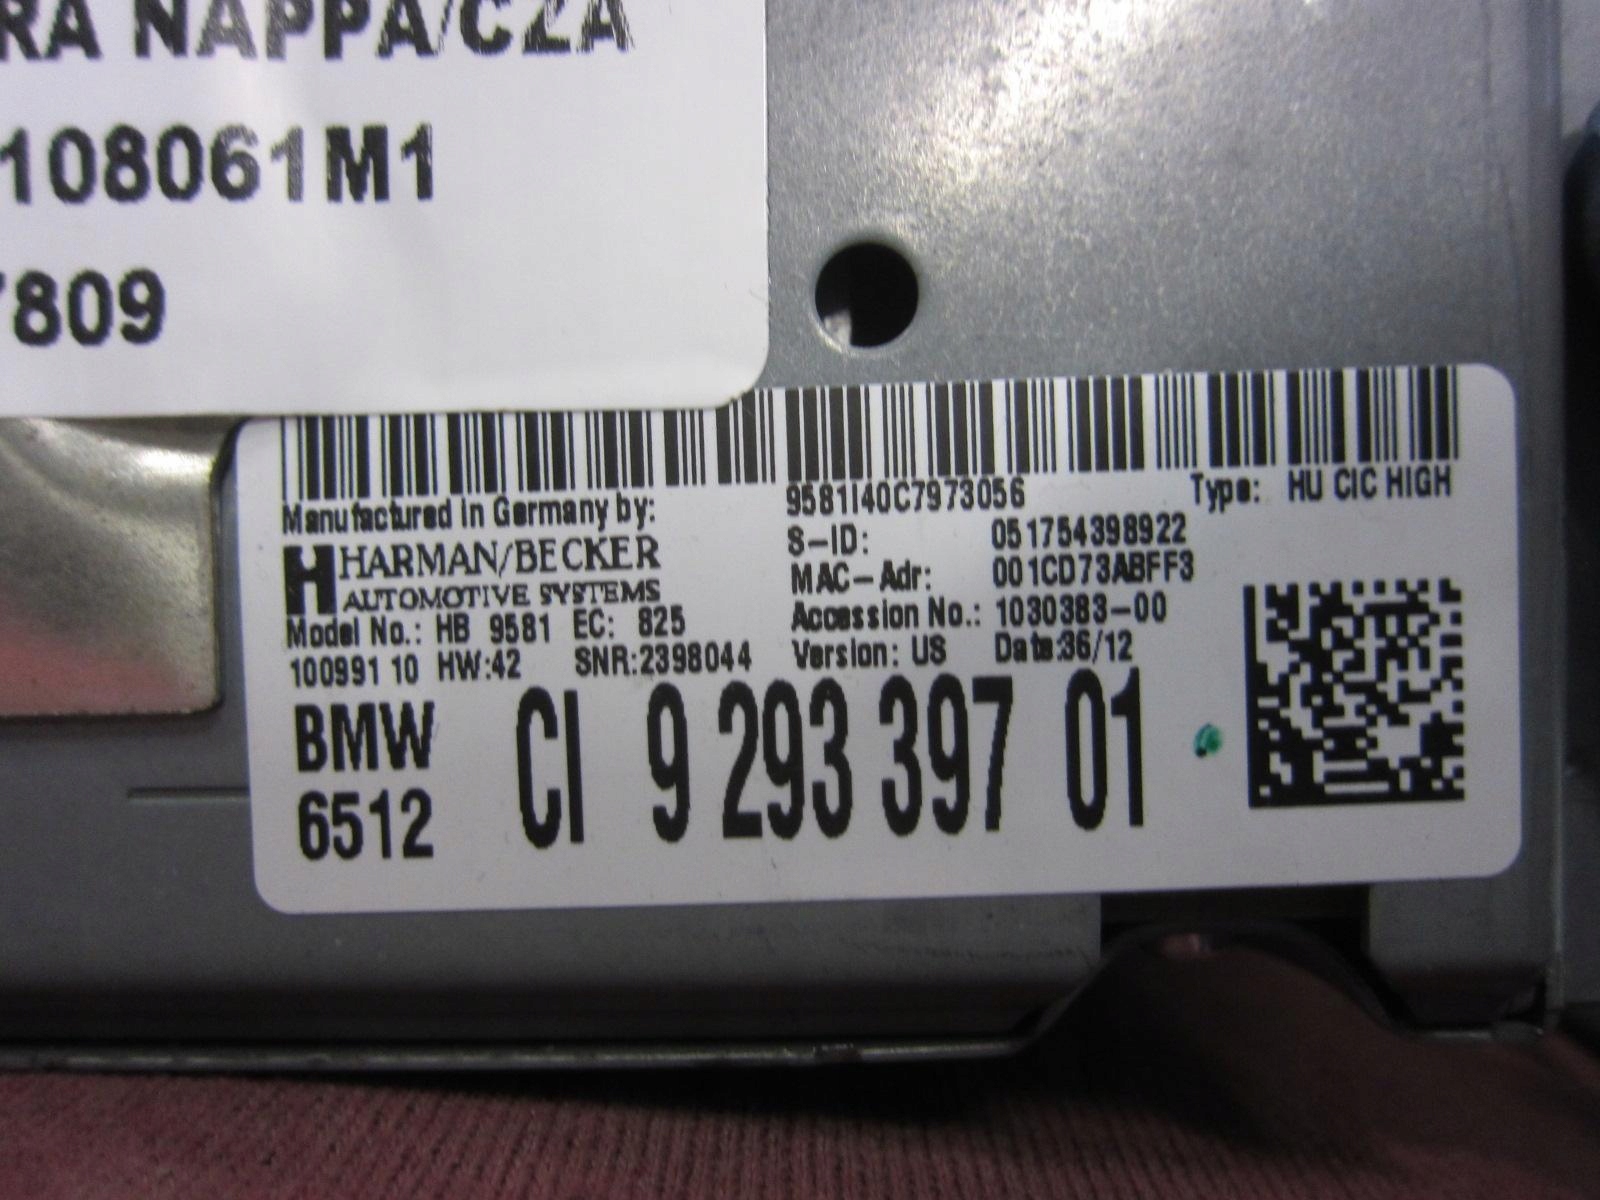 RA NAPPA/CZA
108061M1
7809
Manufactured in Germany by:
HARMAN/BECKER
AUTOMOTIVE SYSTEMS
Model No.: HB 9581 EC: 825
100991 10 HW:42 SNR:2398044
9581I40C7973056 Type: HU CIC HIGH
S-ID: 051754398922
MAC-Adr: 001CD73ABFF3
Accession No.: 1030383-00
Version: US Date:36/12
BMW
6512
CI 9 293 397 01